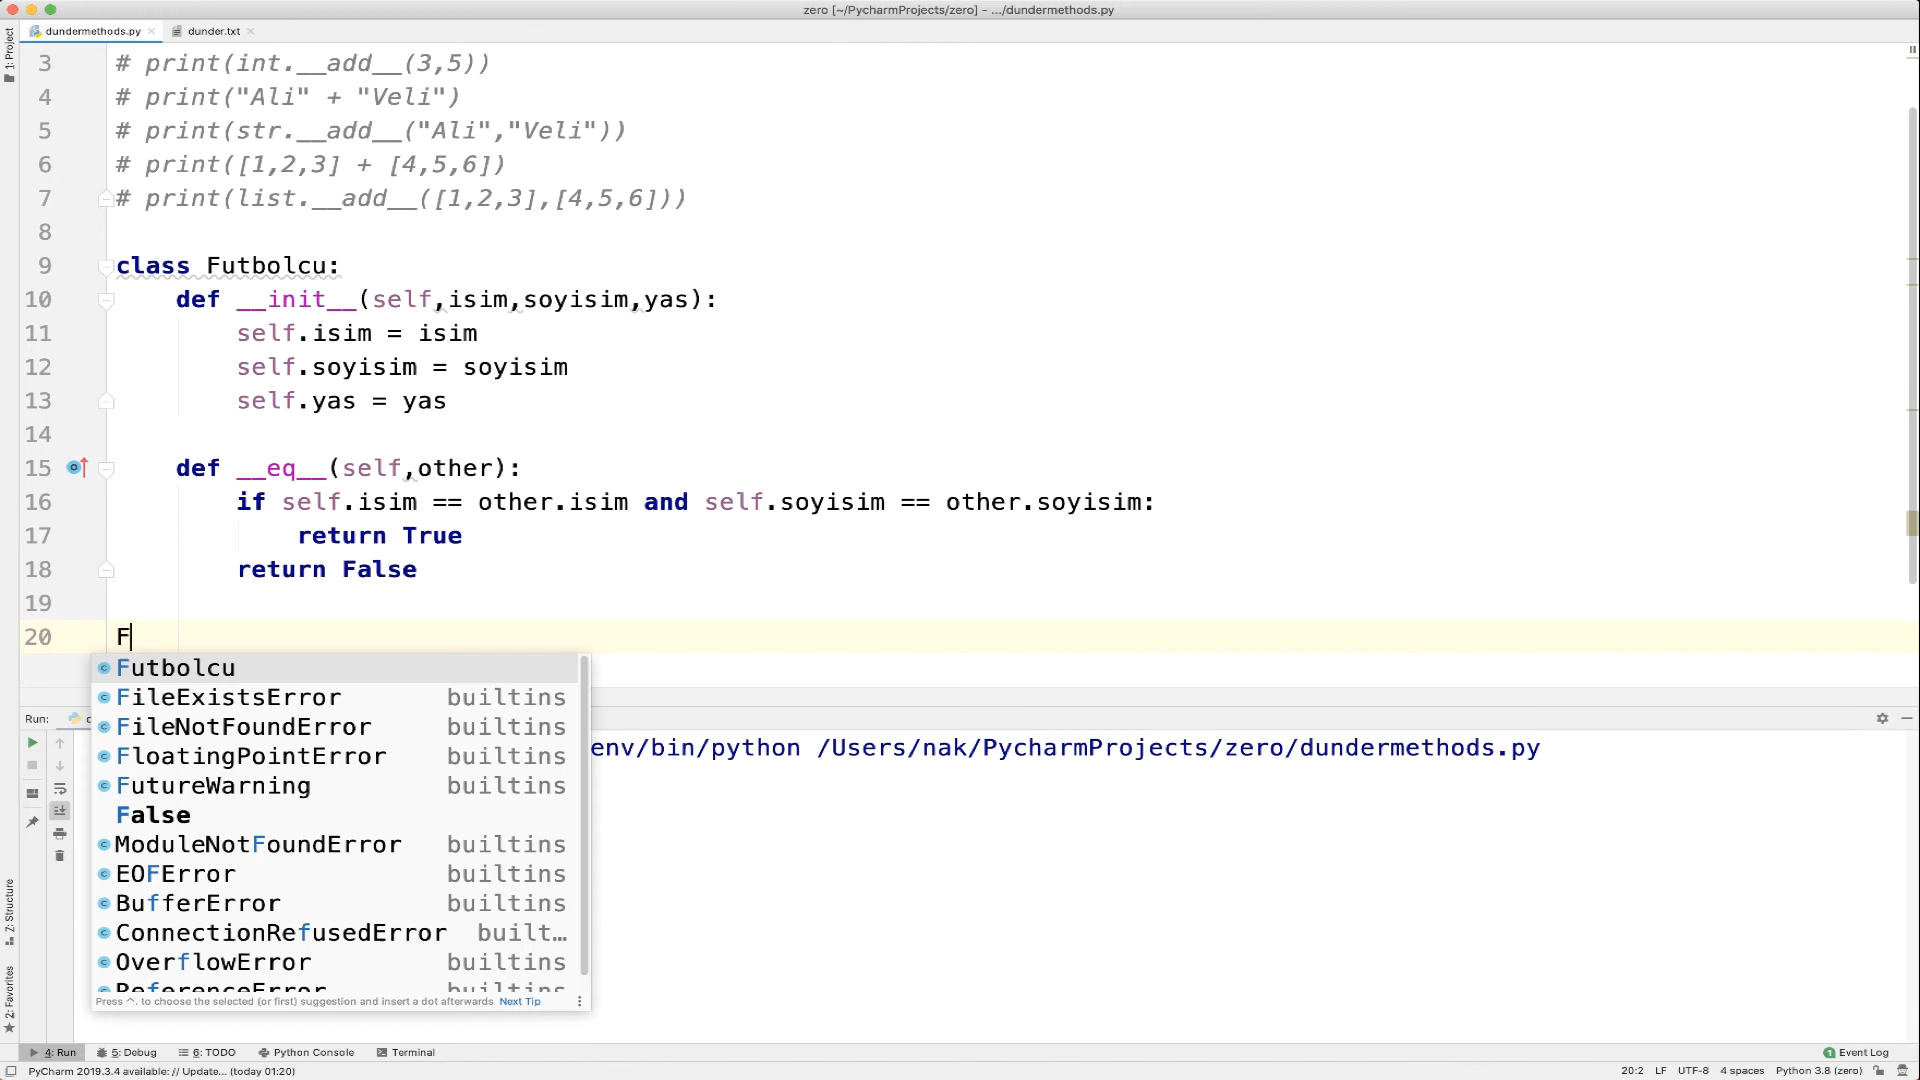 zero [~/PycharmProjects/zero] – .../dundermethods.py
dundermethods.py
dunder.txt
1: Project
3 # print(int.__add__(3,5))
4 # print("Ali" + "Veli")
5 # print(str.__add__("Ali","Veli"))
6 # print([1,2,3] + [4,5,6])
7 # print(list.__add__([1,2,3],[4,5,6]))
8
9 class Futbolcu:
10 def __init__(self,isim,soyisim,yas):
11 self.isim = isim
12 self.soyisim = soyisim
13 self.yas = yas
14
15 def __eq__(self,other):
16 if self.isim == other.isim and self.soyisim == other.soyisim:
17 return True
18 return False
19
20 F
Futbolcu
FileExistsError builtins
FileNotFoundError builtins
FloatingPointError builtins
FutureWarning builtins
False
ModuleNotFoundError builtins
EOFError builtins
BufferError builtins
ConnectionRefusedError built…
OverflowError builtins
ReferenceError builtins
Press ^. to choose the selected (or first) suggestion and insert a dot afterwards Next Tip
Run:
env/bin/python /Users/nak/PycharmProjects/zero/dundermethods.py
Z: Structure
2: Favorites
4: Run
5: Debug
6: TODO
Python Console
Terminal
1 Event Log
PyCharm 2019.3.4 available: // Update... (today 01:20)
20:2 LF UTF-8 4 spaces Python 3.8 (zero)